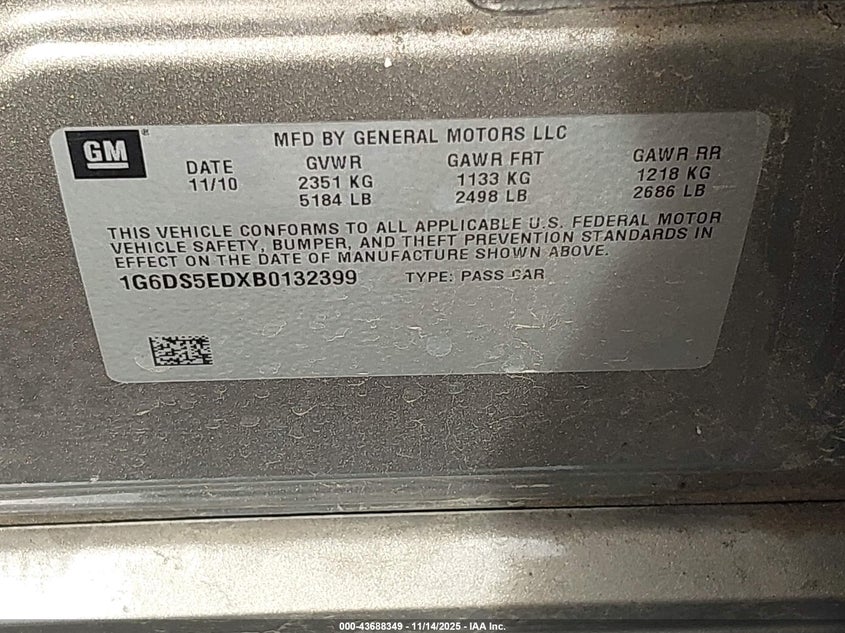 GM
MFD BY GENERAL MOTORS LLC
DATE GVWR GAWR FRT GAWR RR
11/10 2351 KG 1133 KG 1218 KG
5184 LB 2498 LB 2686 LB
THIS VEHICLE CONFORMS TO ALL APPLICABLE U.S. FEDERAL MOTOR
VEHICLE SAFETY, BUMPER, AND THEFT PREVENTION STANDARDS IN
EFFECT ON THE DATE OF MANUFACTURE SHOWN ABOVE.
1G6DS5EDXB0132399 TYPE: PASS CAR
000-43688349 - 11/14/2025 - IAA Inc.